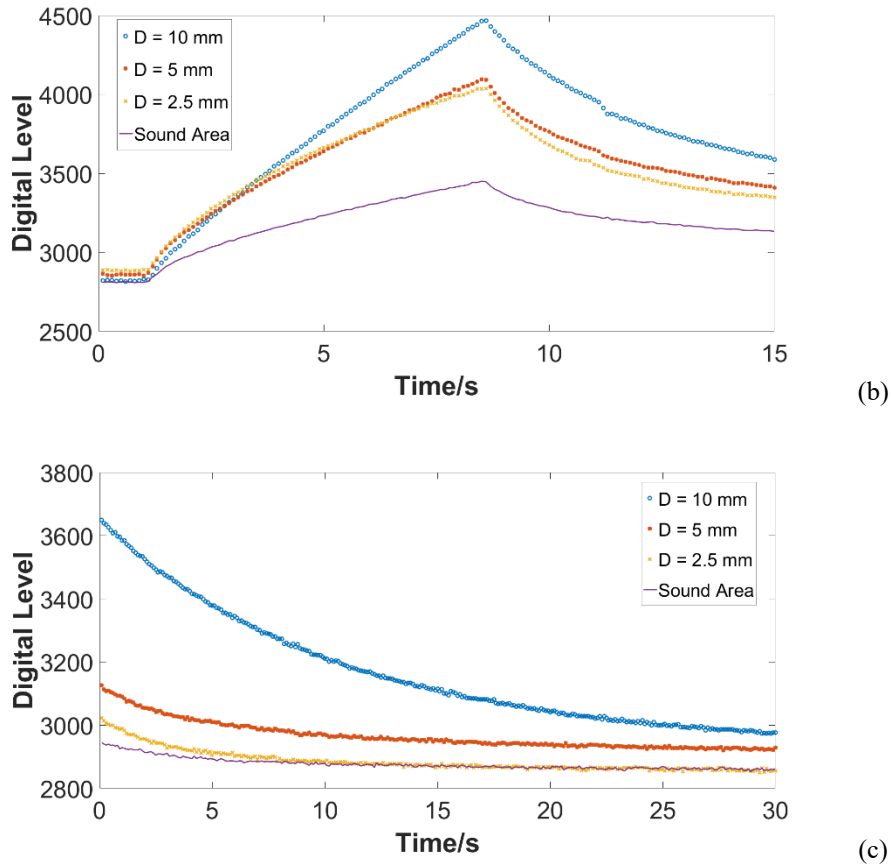 4500
4000
3500
3000
2500
Digital Level
D = 10 mm
D = 5 mm
D = 2.5 mm
Sound Area
0 5 10 15
Time/s
(b)
3800
3600
3400
3200
3000
2800
Digital Level
D = 10 mm
D = 5 mm
D = 2.5 mm
Sound Area
0 5 10 15 20 25 30
Time/s
(c)